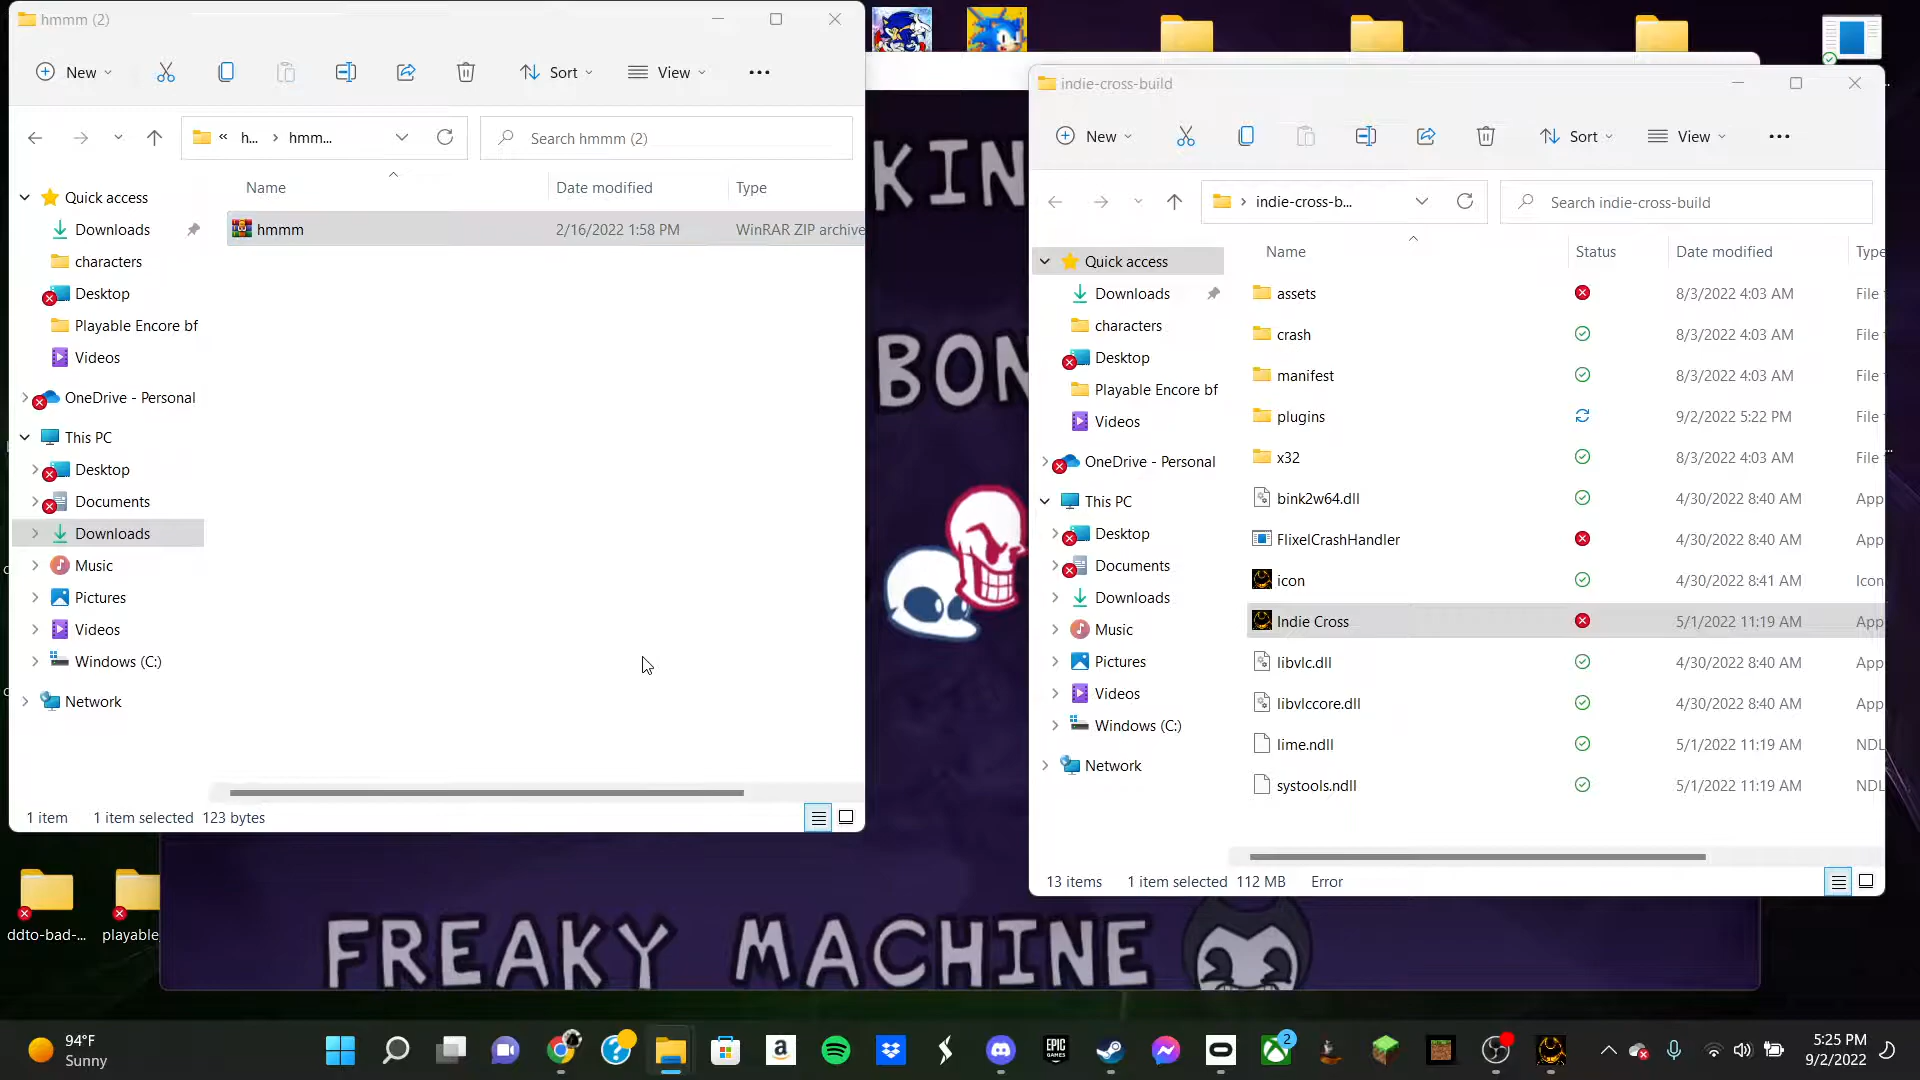 hmmm (2)
New
Sort
View
h...
hmmm...
Search hmmm (2)
Name
Date modified
Type
hmmm
2/16/2022 1:58 PM
WinRAR ZIP archive
Quick access
Downloads
characters
Desktop
Playable Encore bf
Videos
OneDrive - Personal
This PC
Desktop
Documents
Downloads
Music
Pictures
Videos
Windows (C:)
Network
1 item
1 item selected
123 bytes
KIN
BON
indie-cross-build
New
Sort
View
indie-cross-b...
Search indie-cross-build
Name
Status
Date modified
Type
Quick access
Downloads
characters
Desktop
Playable Encore bf
Videos
OneDrive - Personal
This PC
Desktop
Documents
Downloads
Music
Pictures
Videos
Windows (C:)
Network
assets 8/3/2022 4:03 AM File
crash 8/3/2022 4:03 AM File
manifest 8/3/2022 4:03 AM File
plugins 9/2/2022 5:22 PM File
x32 8/3/2022 4:03 AM File
bink2w64.dll 4/30/2022 8:40 AM App
FlixelCrashHandler 4/30/2022 8:40 AM App
icon 4/30/2022 8:41 AM Icon
Indie Cross 5/1/2022 11:19 AM App
libvlc.dll 4/30/2022 8:40 AM App
libvlccore.dll 4/30/2022 8:40 AM App
lime.ndll 5/1/2022 11:19 AM NDL
systools.ndll 5/1/2022 11:19 AM NDL
13 items
1 item selected
112 MB
Error
ddto-bad-...
playable
FREAKY MACHINE
94°F
Sunny
EPIC
GAMES
2
5:25 PM
9/2/2022